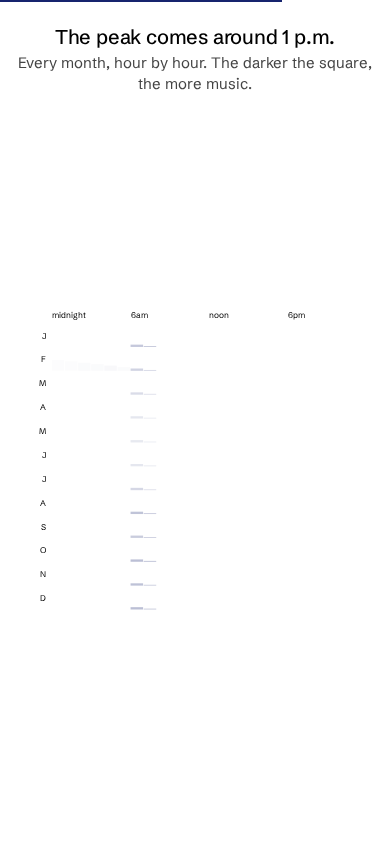 The peak comes around 1 p.m.
Every month, hour by hour. The darker the square,
the more music.
midnight 6am noon 6pm
J
F
M
A
M
J
J
A
S
O
N
D